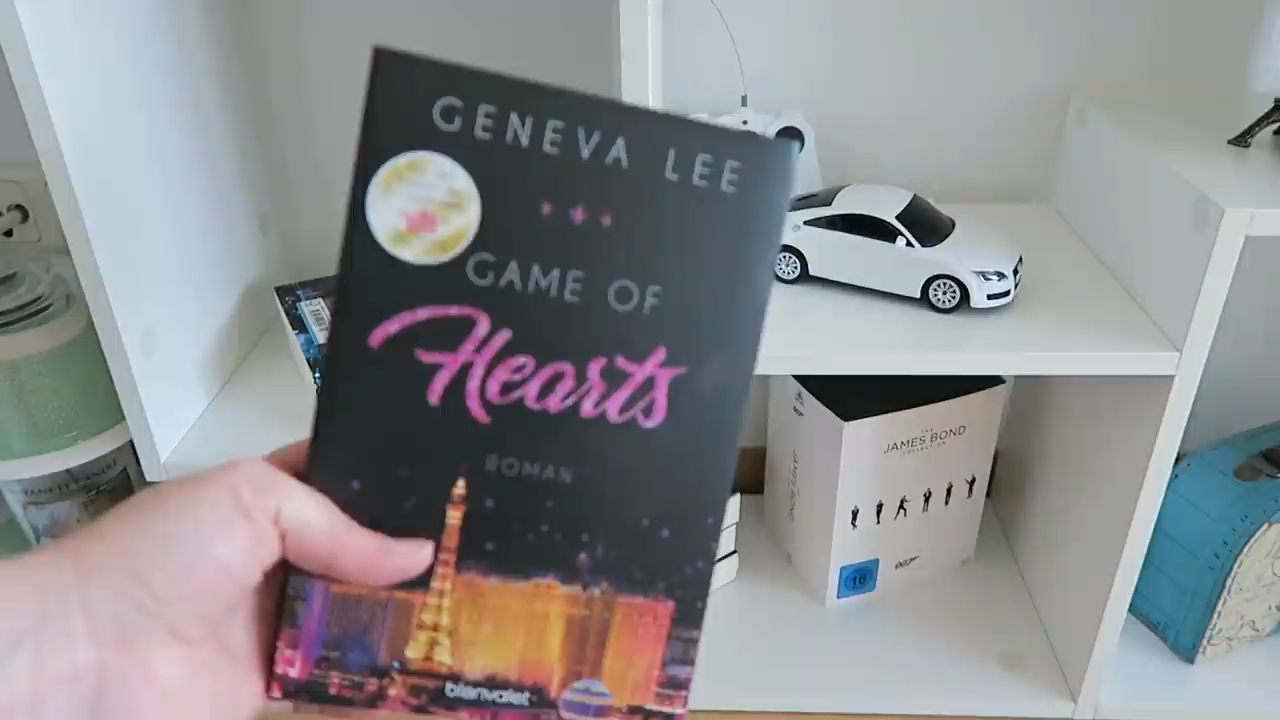 GENEVA LEE
GAME OF
Hearts
ROMAN
blanvalet
THE
JAMES BOND
COLLECTION
007
16